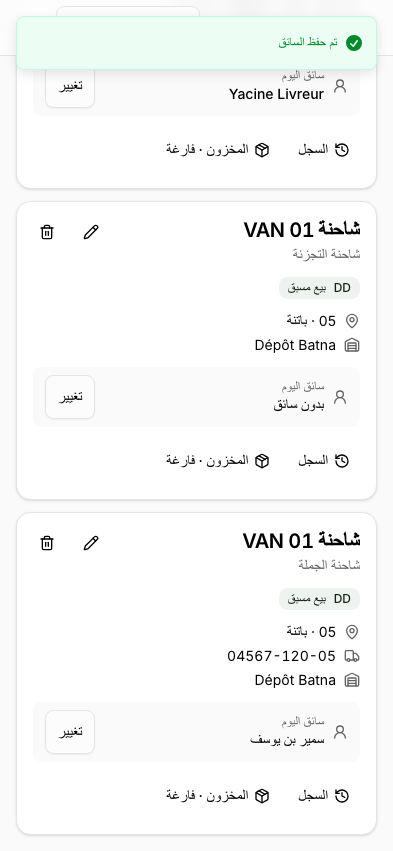 تم حفظ السائق
سائق اليوم
Yacine Livreur
تغيير
السجل
المخزون · فارغة
شاحنة VAN 01
شاحنة التجزئة
DD بيع مسبق
05 · باتنة
Dépôt Batna
سائق اليوم
بدون سائق
تغيير
السجل
المخزون · فارغة
شاحنة VAN 01
شاحنة الجملة
DD بيع مسبق
05 · باتنة
04567-120-05
Dépôt Batna
سائق اليوم
سمير بن يوسف
تغيير
السجل
المخزون · فارغة